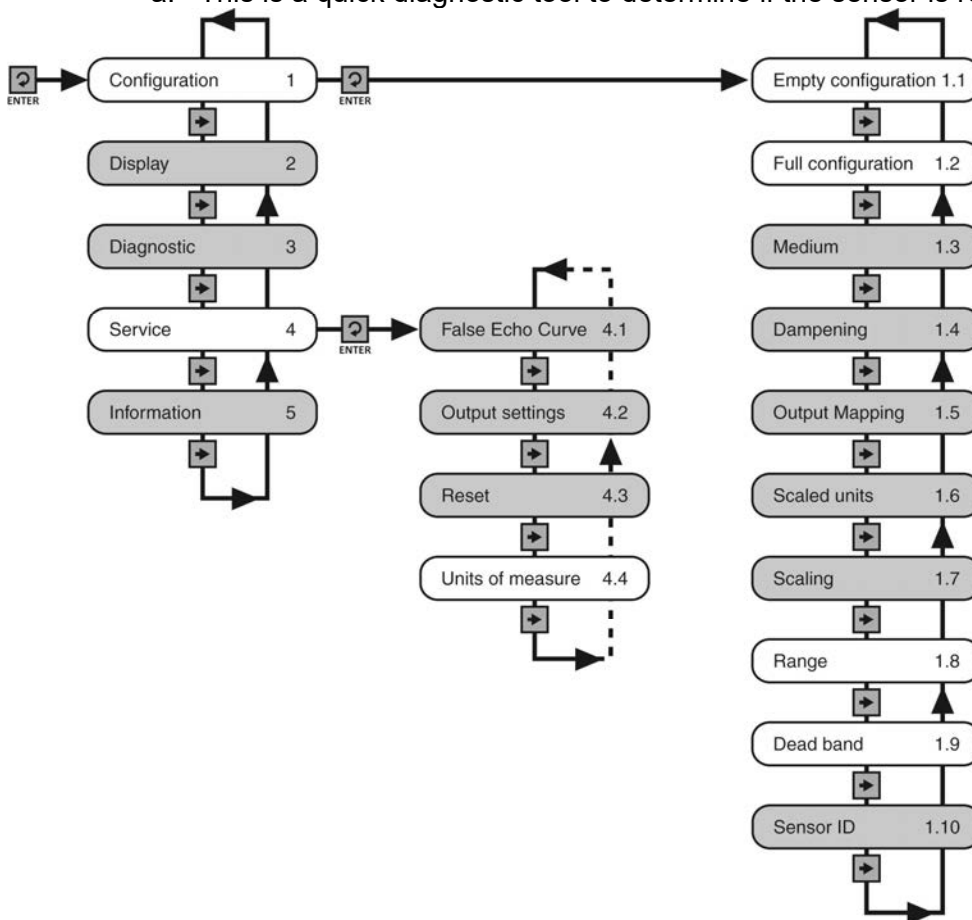 a. This is a quick diagnostic tool to determine if the sensor is
ENTER
Configuration 1
ENTER
Empty configuration 1.1
Display 2
Full configuration 1.2
Diagnostic 3
Medium 1.3
Service 4
ENTER
False Echo Curve 4.1
Dampening 1.4
Information 5
Output settings 4.2
Output Mapping 1.5
Reset 4.3
Scaled units 1.6
Units of measure 4.4
Scaling 1.7
Range 1.8
Dead band 1.9
Sensor ID 1.10